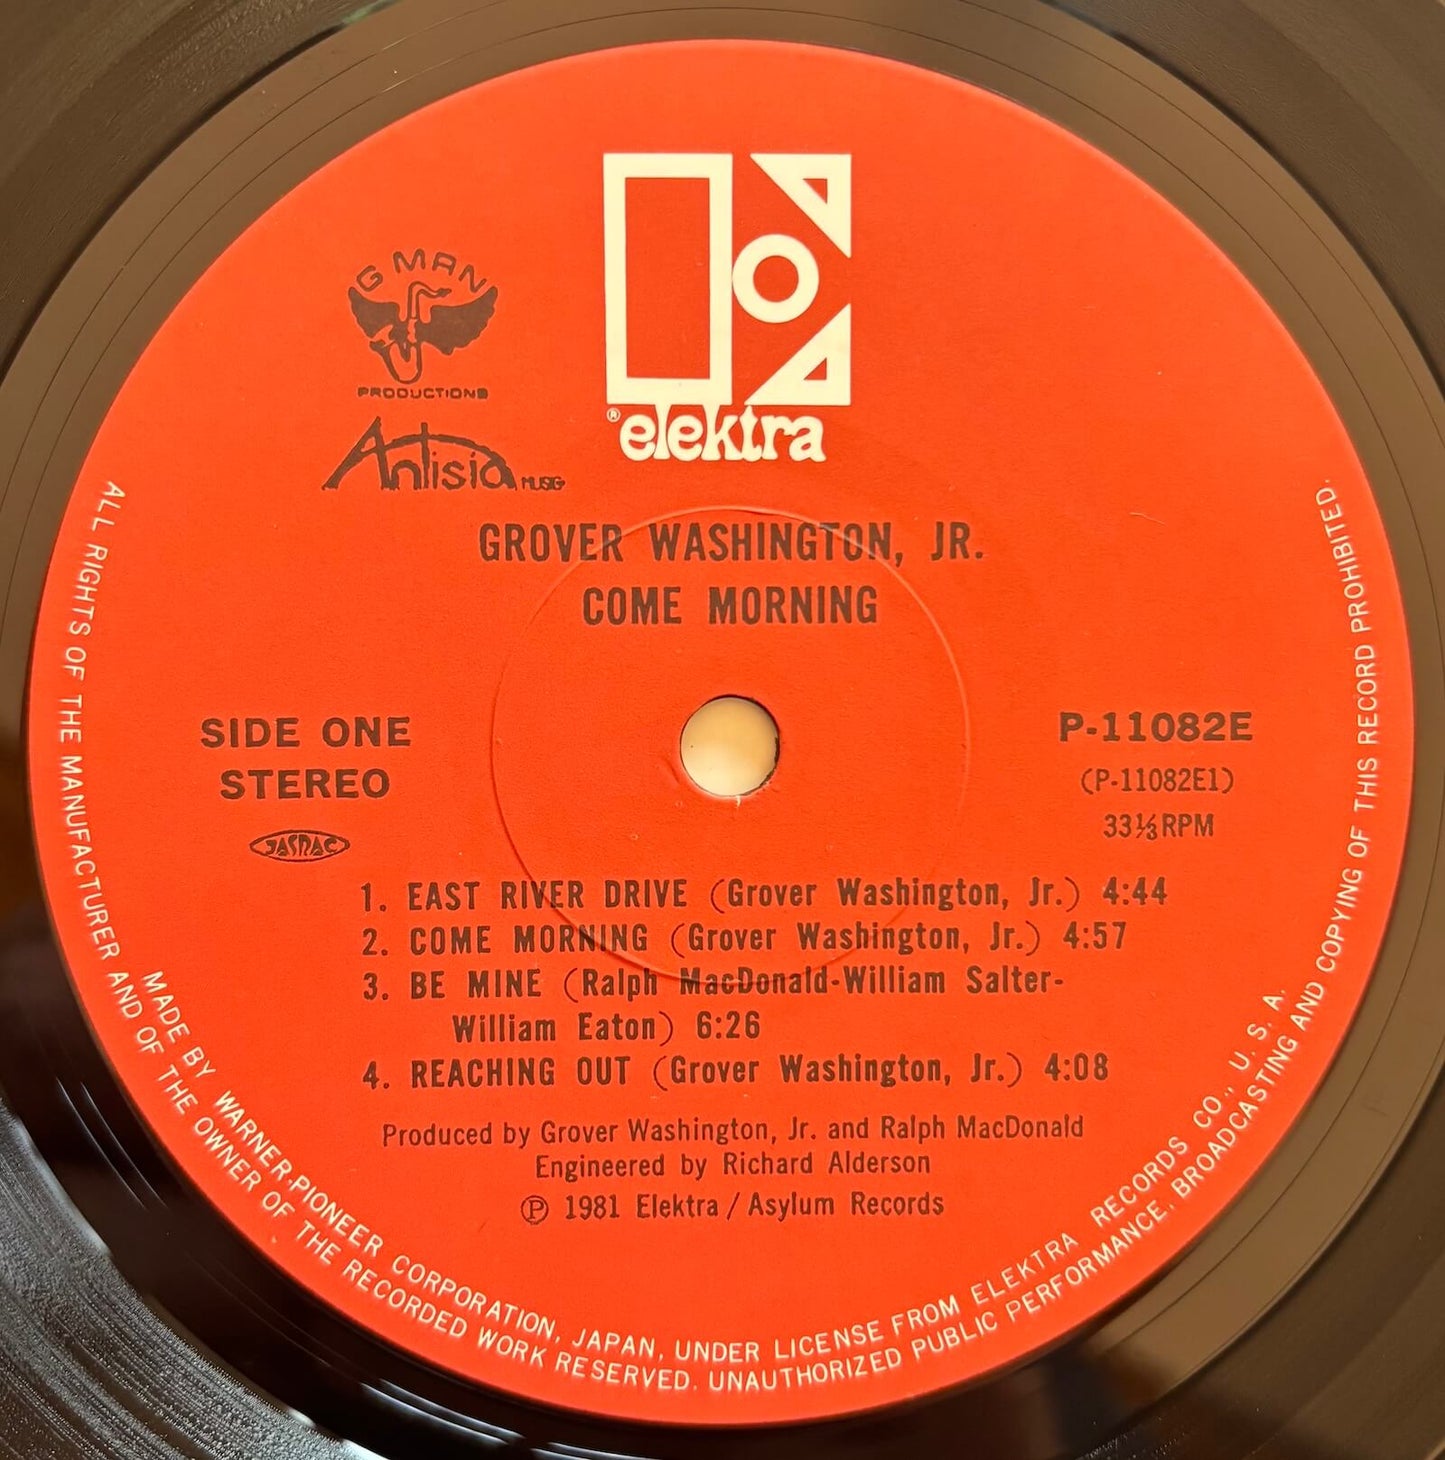 G MAN
PRODUCTIONS
Antisia MUSIC
® elektra
GROVER WASHINGTON, JR.
COME MORNING
SIDE ONE
STEREO
JASRAC
P-11082E
(P-11082E1)
33⅓ RPM
1. EAST RIVER DRIVE (Grover Washington, Jr.) 4:44
2. COME MORNING (Grover Washington, Jr.) 4:57
3. BE MINE (Ralph MacDonald-William Salter-
William Eaton) 6:26
4. REACHING OUT (Grover Washington, Jr.) 4:08
Produced by Grover Washington, Jr. and Ralph MacDonald
Engineered by Richard Alderson
Ⓟ 1981 Elektra / Asylum Records
MADE BY WARNER-PIONEER CORPORATION, JAPAN, UNDER LICENSE FROM ELEKTRA RECORDS CO., U. S. A.
ALL RIGHTS OF THE MANUFACTURER AND OF THE OWNER OF THE RECORDED WORK RESERVED. UNAUTHORIZED PUBLIC PERFORMANCE, BROADCASTING AND COPYING OF THIS RECORD PROHIBITED.